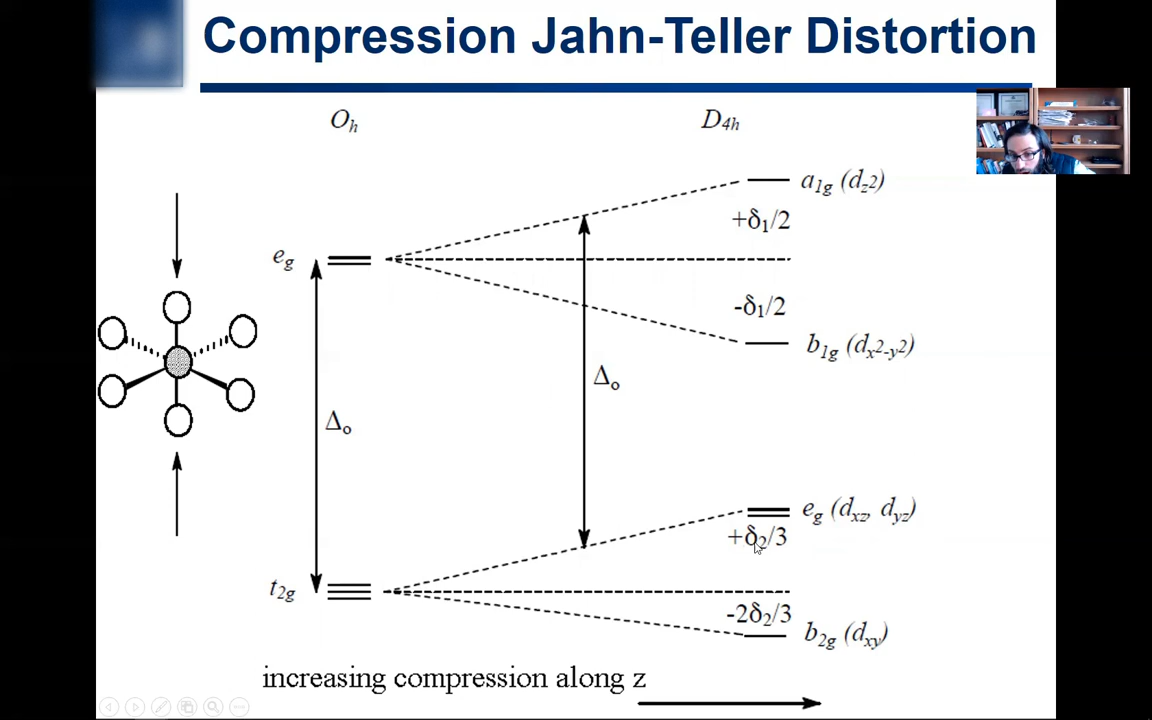 Compression Jahn-Teller Distortion
Oh
D4h
a1g (dz2)
+δ1/2
eg
-δ1/2
b1g (dx2-y2)
Δo
Δo
eg (dxz, dyz)
+δ2/3
t2g
-2δ2/3
b2g (dxy)
increasing compression along z